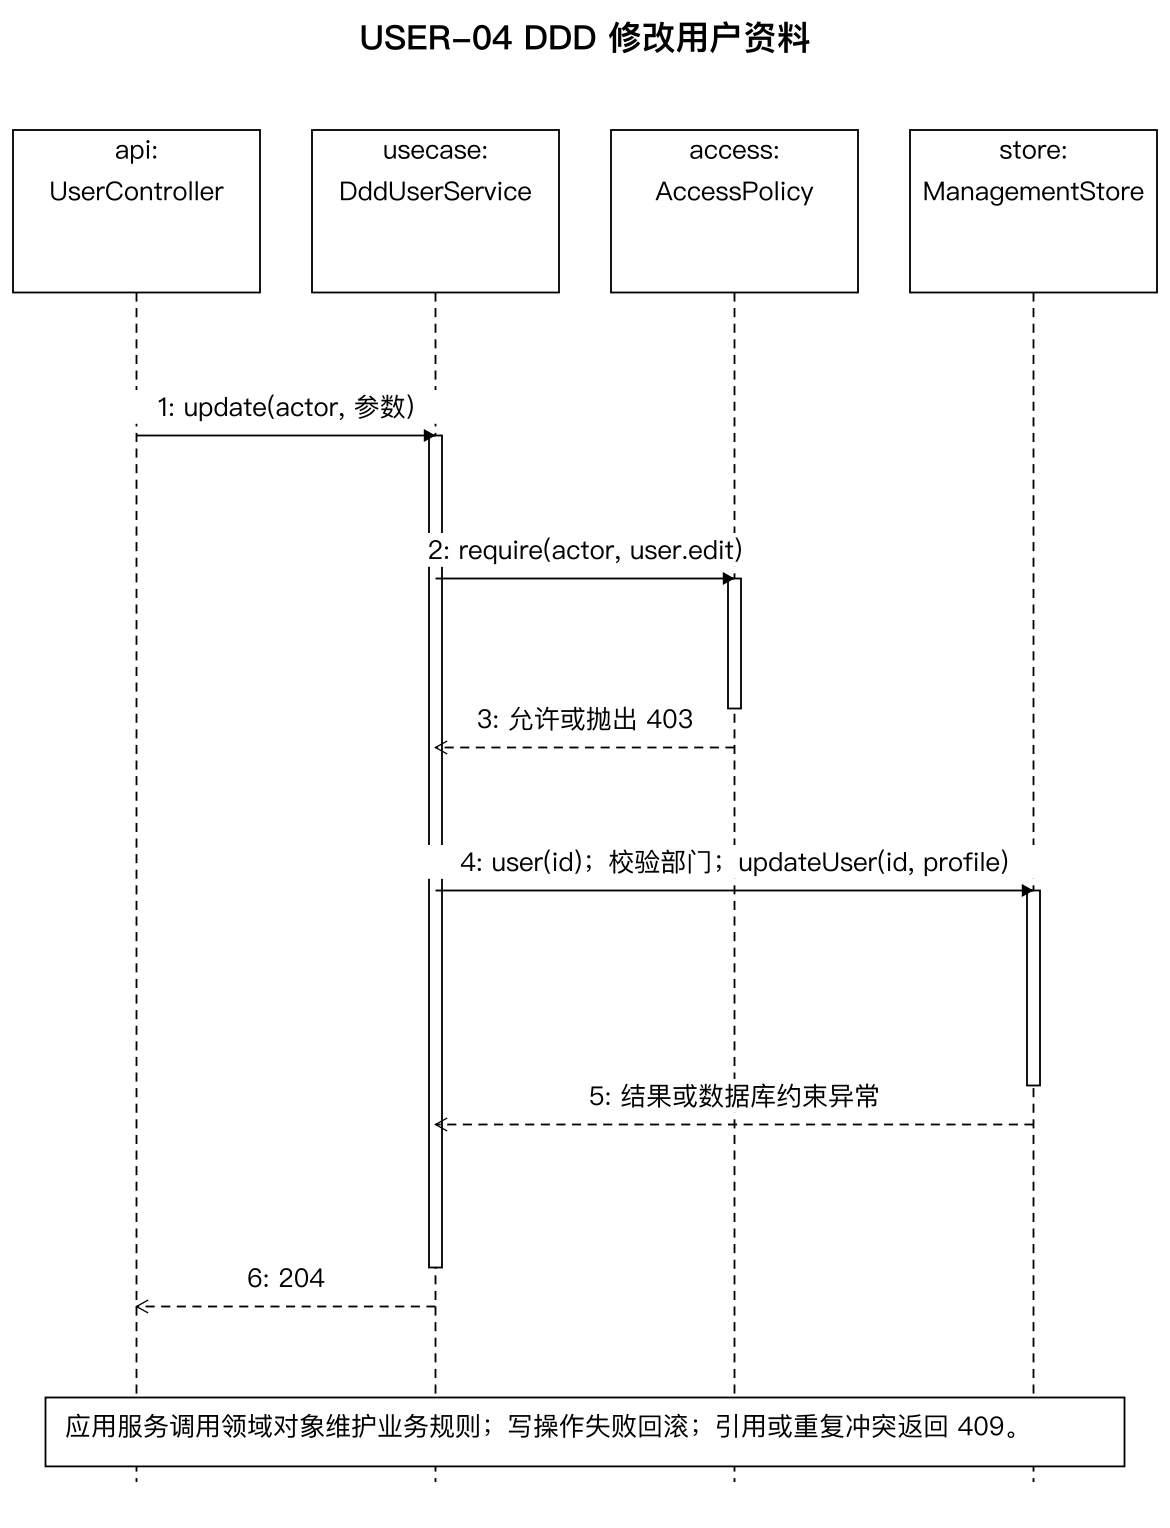 USER-04 DDD 修改用户资料
api:
UserController
usecase:
DddUserService
access:
AccessPolicy
store:
ManagementStore
1: update(actor, 参数)
2: require(actor, user.edit)
3: 允许或抛出 403
4: user(id)；校验部门；updateUser(id, profile)
5: 结果或数据库约束异常
6: 204
应用服务调用领域对象维护业务规则；写操作失败回滚；引用或重复冲突返回 409。